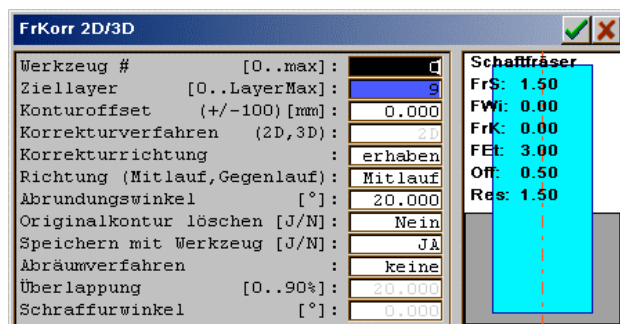 FrKorr 2D/3D
Werkzeug # [0..max]: 0
Ziellayer [0..LayerMax]: 9
Konturoffset (+/-100)[mm]: 0.000
Korrekturverfahren (2D,3D): 2D
Korrekturrichtung : erhaben
Richtung (Mitlauf,Gegenlauf): Mitlauf
Abrundungswinkel [°]: 20.000
Originalkontur löschen [J/N]: Nein
Speichern mit Werkzeug [J/N]: JA
Abräumverfahren : keine
Überlappung [0..90%]: 20.000
Schraffurwinkel [°]: 0.000
Schaftfräser
FrS: 1.50
FWi: 0.00
FrK: 0.00
FEt: 3.00
Off: 0.50
Res: 1.50